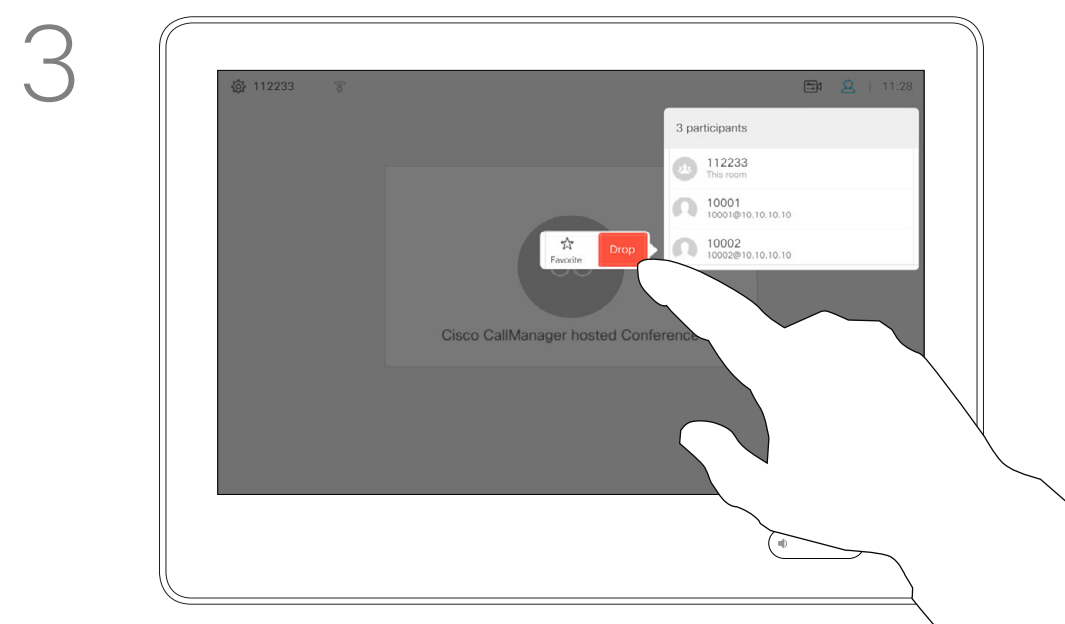 3
112233
11:28
3 participants
112233
This room
10001
10001@10.10.10.10
10002
10002@10.10.10.10
Favorite
Drop
Cisco CallManager hosted Conference